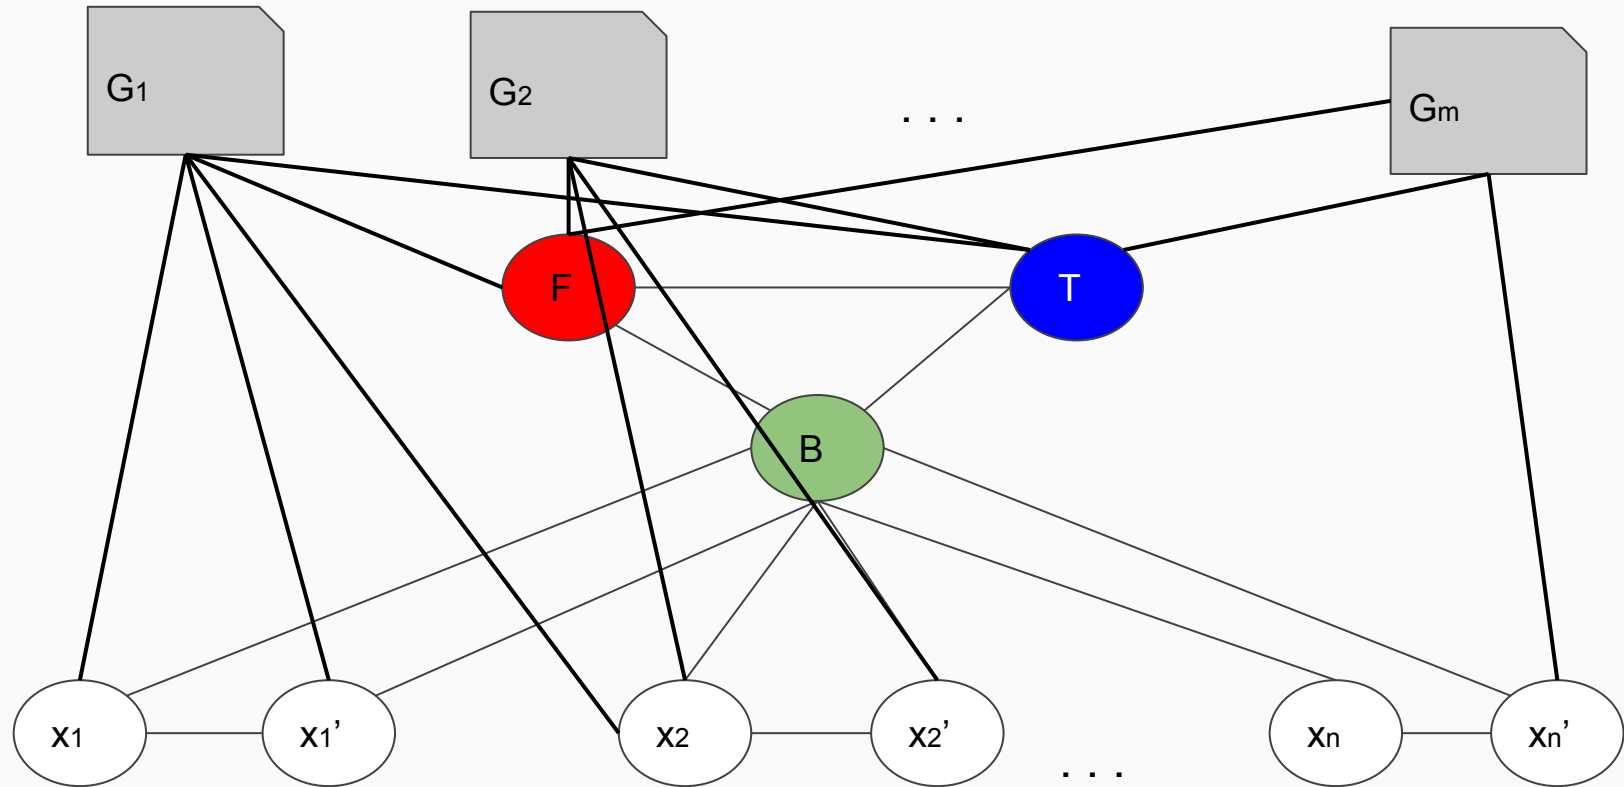 G1
G2
. . .
Gm
F
T
B
x1
x1’
x2
x2’
. . .
xn
xn’